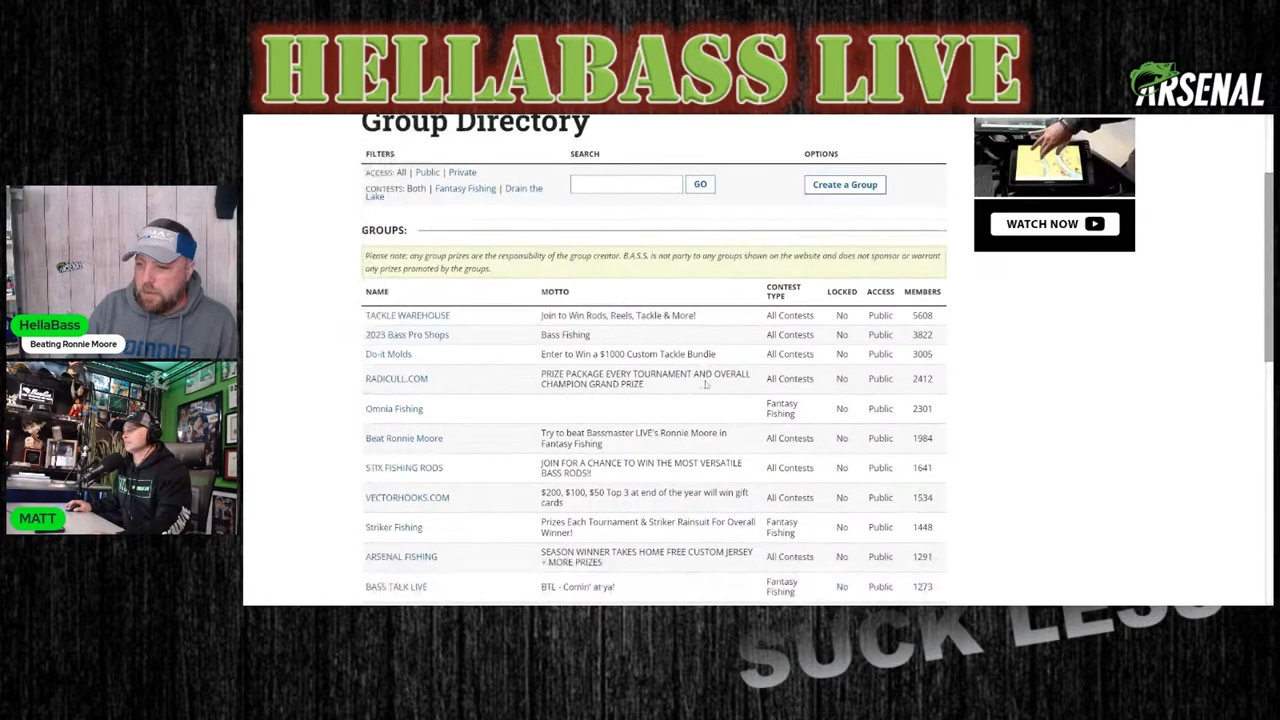 HELLABASS LIVE
ARSENAL
Group Directory
FILTERS
SEARCH
OPTIONS
ACCESS: All | Public | Private
CONTESTS: Both | Fantasy Fishing | Drain the
Lake
GO
Create a Group
WATCH NOW
GROUPS:
Please note: any group prizes are the responsibility of the group creator. B.A.S.S. is not party to any groups shown on the website and does not sponsor or warrant
any prizes promoted by the groups.
NAME MOTTO CONTEST TYPE LOCKED ACCESS MEMBERS
TACKLE WAREHOUSE Join to Win Rods, Reels, Tackle & More! All Contests No Public 5608
2023 Bass Pro Shops Bass Fishing All Contests No Public 3822
Do-it Molds Enter to Win a $1000 Custom Tackle Bundle All Contests No Public 3005
RADICULL.COM PRIZE PACKAGE EVERY TOURNAMENT AND OVERALL
CHAMPION GRAND PRIZE All Contests No Public 2412
Omnia Fishing Fantasy Fishing No Public 2301
Beat Ronnie Moore Try to beat Bassmaster LIVE's Ronnie Moore in
Fantasy Fishing All Contests No Public 1984
STIX FISHING RODS JOIN FOR A CHANCE TO WIN THE MOST VERSATILE
BASS RODS!! All Contests No Public 1641
VECTORHOOKS.COM $200, $100, $50 Top 3 at end of the year will win gift
cards All Contests No Public 1534
Striker Fishing Prizes Each Tournament & Striker Rainsuit For Overall
Winner! Fantasy Fishing No Public 1448
ARSENAL FISHING SEASON WINNER TAKES HOME FREE CUSTOM JERSEY
+ MORE PRIZES All Contests No Public 1291
BASS TALK LIVE BTL - Comin' at ya! Fantasy Fishing No Public 1273
HellaBass
Beating Ronnie Moore
MATT
SUCK LESS